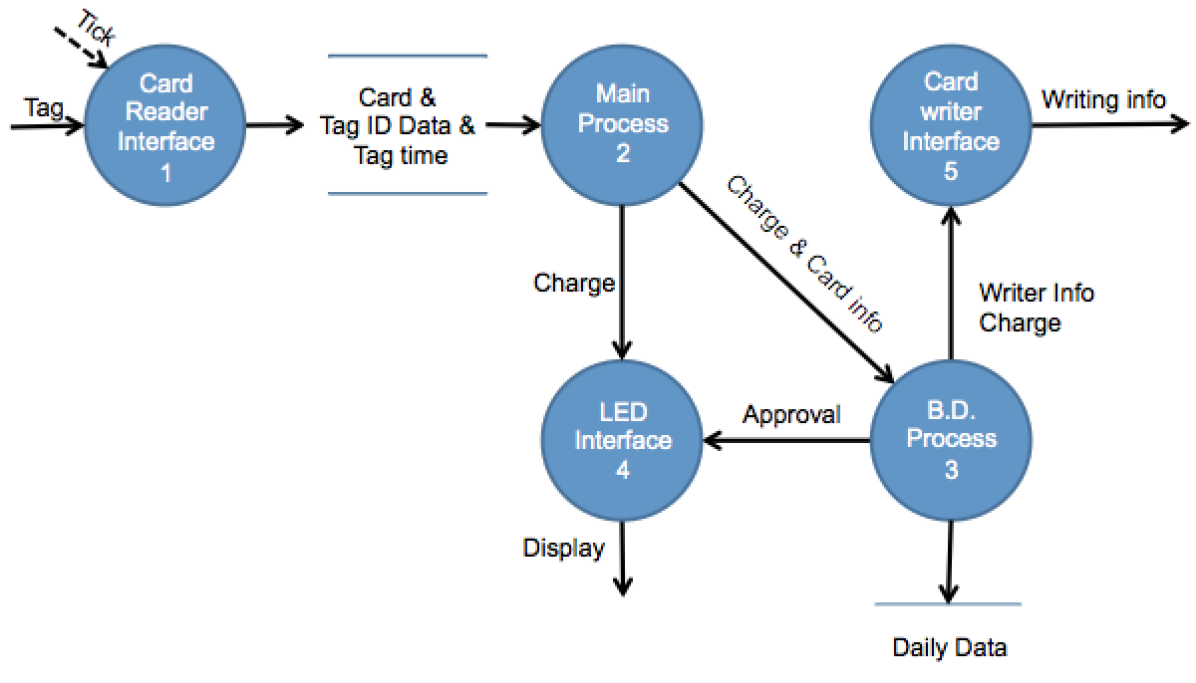 Tick
Tag
Card
Reader
Interface
1
Card &
Tag ID Data &
Tag time
Main
Process
2
Card
writer
Interface
5
Writing info
Charge & Card info
Charge
Writer Info
Charge
LED
Interface
4
Approval
B.D.
Process
3
Display
Daily Data